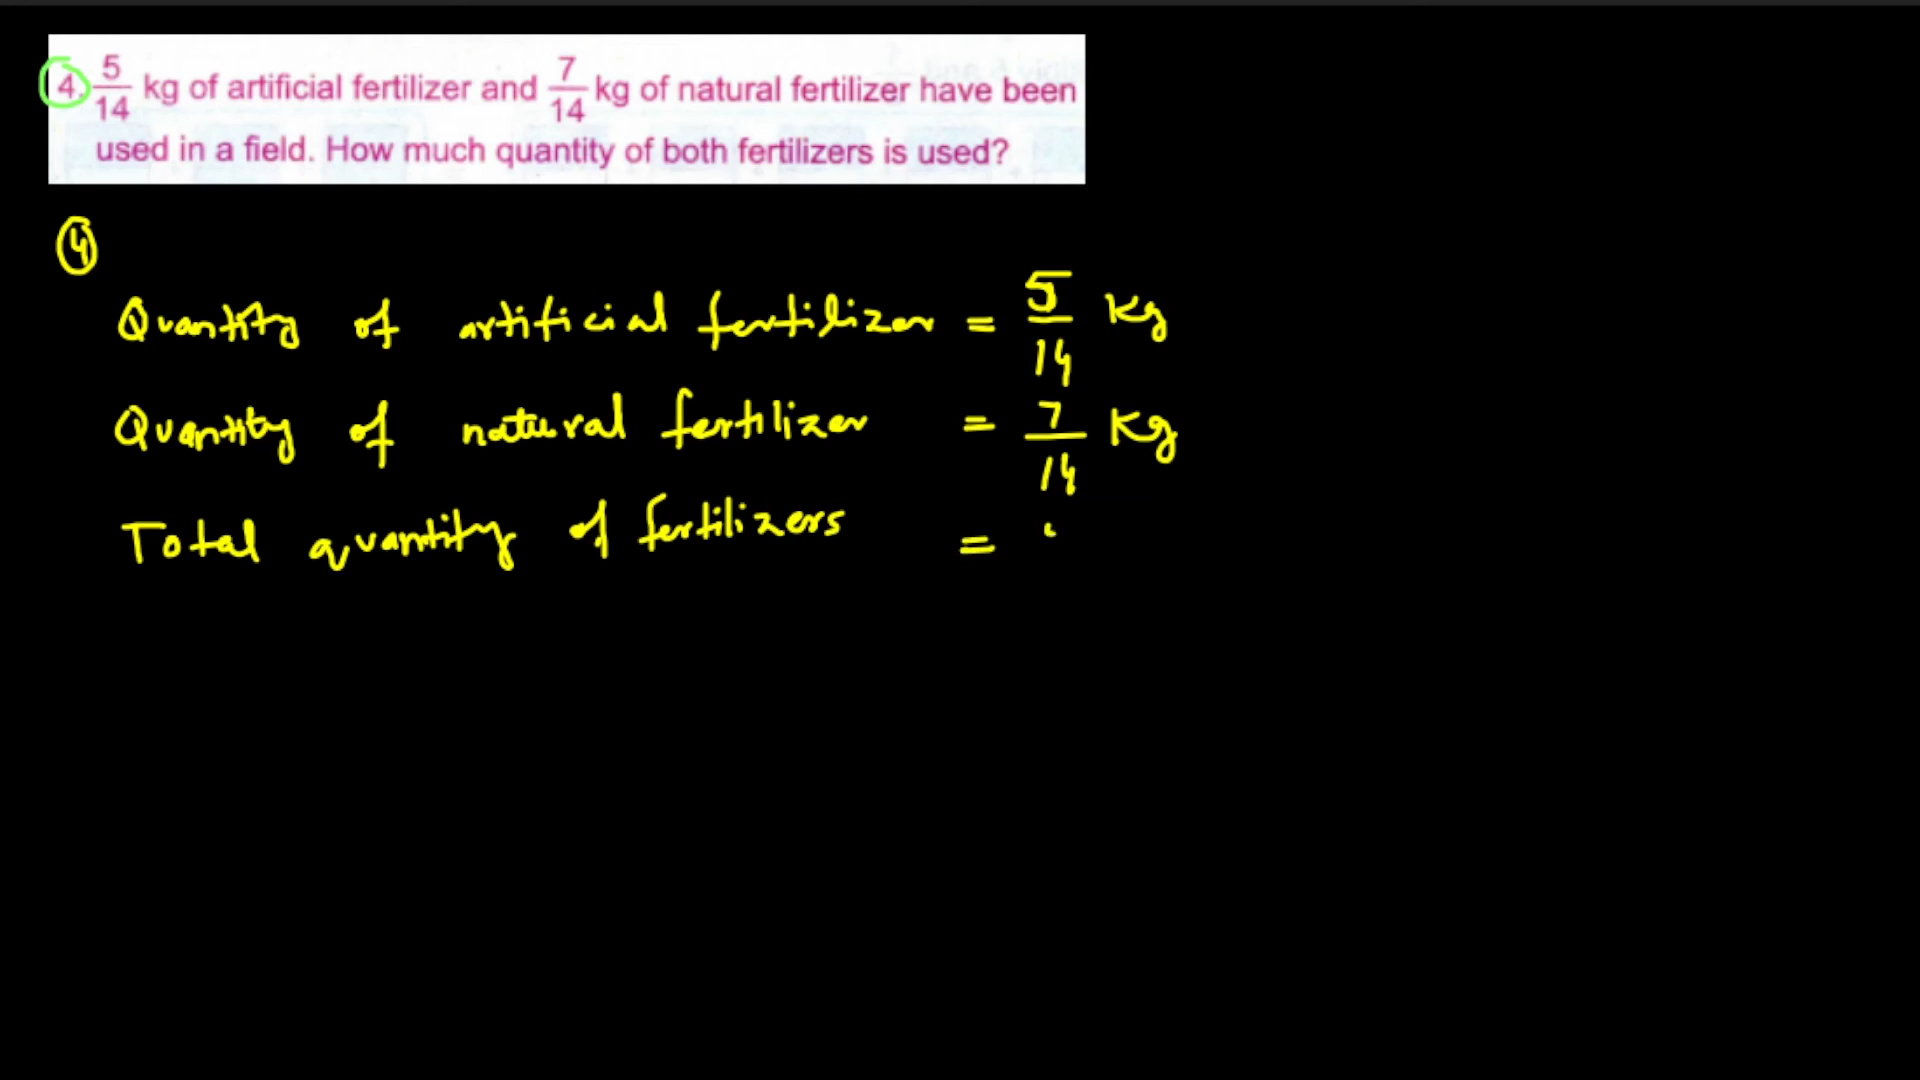 4. 5/14 kg of artificial fertilizer and 7/14 kg of natural fertilizer have been
used in a field. How much quantity of both fertilizers is used?
4
Quantity of artificial fertilizer = 5/14 kg
Quantity of natural fertilizer = 7/14 Kg
Total quantity of fertilizers =